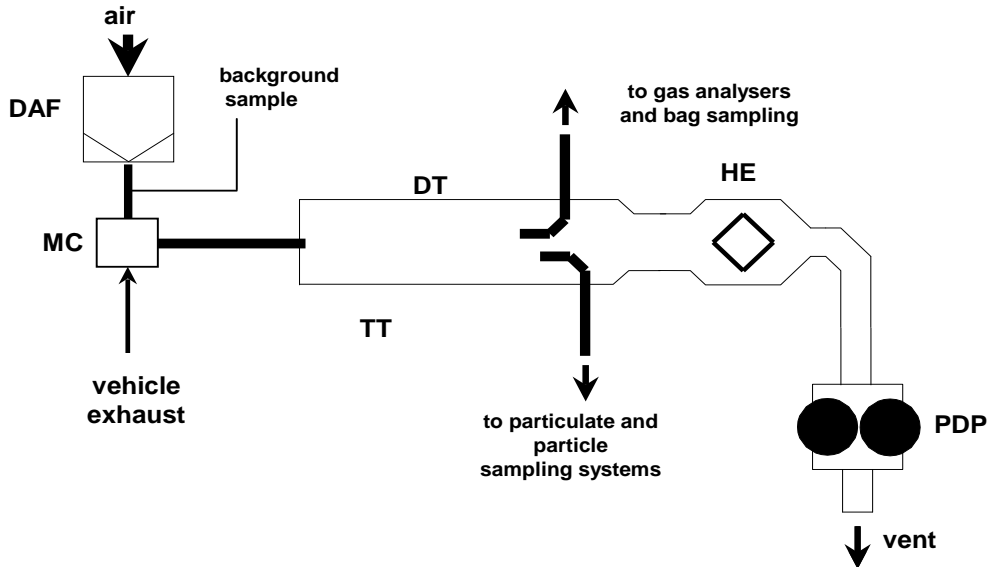 air
DAF
background
sample
to gas analysers
and bag sampling
DT
HE
MC
TT
vehicle
exhaust
to particulate and
particle
sampling systems
PDP
vent